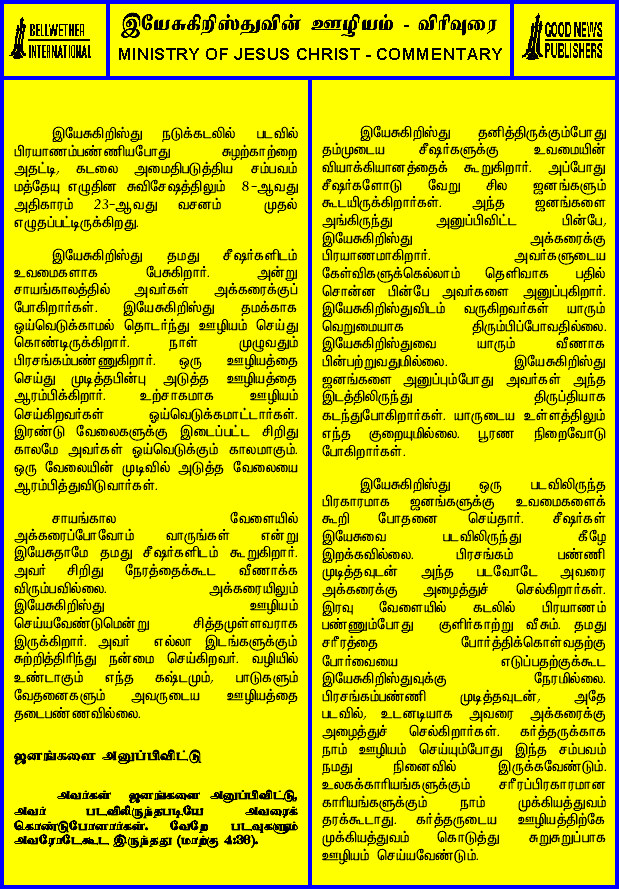 BELLWETHER
INTERNATIONAL
இயேசுகிறிஸ்துவின் ஊழியம் - விரிவுரை
MINISTRY OF JESUS CHRIST - COMMENTARY
GOOD NEWS
PUBLISHERS
இயேசுகிறிஸ்து நடுக்கடலில் படவில்
பிரயாணம்பண்ணியபோது சுழற்காற்றை
அதட்டி, கடலை அமைதிபடுத்திய சம்பவம்
மத்தேயு எழுதின சுவிசேஷத்திலும் 8-ஆவது
அதிகாரம் 23-ஆவது வசனம் முதல்
எழுதப்பட்டிருக்கிறது.
இயேசுகிறிஸ்து தமது சீஷர்களிடம்
உவமைகளாக பேசுகிறார். அன்று
சாயங்காலத்தில் அவர்கள் அக்கரைக்குப்
போகிறார்கள். இயேசுகிறிஸ்து தமக்காக
ஓய்வெடுக்காமல் தொடர்ந்து ஊழியம் செய்து
கொண்டிருக்கிறார். நாள் முழுவதும்
பிரசங்கம்பண்ணுகிறார். ஒரு ஊழியத்தை
செய்து முடித்தபின்பு அடுத்த ஊழியத்தை
ஆரம்பிக்கிறார். உற்சாகமாக ஊழியம்
செய்கிறவர்கள் ஓய்வெடுக்கமாட்டார்கள்.
இரண்டு வேலைகளுக்கு இடைப்பட்ட சிறிது
காலமே அவர்கள் ஓய்வெடுக்கும் காலமாகும்.
ஒரு வேலையின் முடிவில் அடுத்த வேலையை
ஆரம்பித்துவிடுவார்கள்.
சாயங்கால வேளையில்
அக்கரைப்போவோம் வாருங்கள் என்று
இயேசுதாமே தமது சீஷர்களிடம் கூறுகிறார்.
அவர் சிறிது நேரத்தைக்கூட வீணாக்க
விரும்பவில்லை. அக்கரையிலும்
இயேசுகிறிஸ்து ஊழியம்
செய்யவேண்டுமென்று சித்தமுள்ளவராக
இருக்கிறார். அவர் எல்லா இடங்களுக்கும்
சுற்றித்திரிந்து நன்மை செய்கிறவர். வழியில்
உண்டாகும் எந்த கஷ்டமும், பாடுகளும்
வேதனைகளும் அவருடைய ஊழியத்தை
தடைபண்ணவில்லை.
ஜனங்களை அனுப்பிவிட்டு
அவர்கள் ஜனங்களை அனுப்பிவிட்டு,
அவர் படவிலிருந்தபடியே அவரைக்
கொண்டுபோனார்கள். வேறே படவுகளும்
அவரோடேகூட இருந்தது (மாற்கு 4:36).
இயேசுகிறிஸ்து தனித்திருக்கும்போது
தம்முடைய சீஷர்களுக்கு உவமையின்
வியாக்கியானத்தைக் கூறுகிறார். அப்போது
சீஷர்களோடு வேறு சில ஜனங்களும்
கூடயிருக்கிறார்கள். அந்த ஜனங்களை
அங்கிருந்து அனுப்பிவிட்ட பின்பே,
இயேசுகிறிஸ்து அக்கரைக்கு
பிரயாணமாகிறார். அவர்களுடைய
கேள்விகளுக்கெல்லாம் தெளிவாக பதில்
சொன்ன பின்பே அவர்களை அனுப்புகிறார்.
இயேசுகிறிஸ்துவிடம் வருகிறவர்கள் யாரும்
வெறுமையாக திரும்பிப்போவதில்லை.
இயேசுகிறிஸ்துவை யாரும் வீணாக
பின்பற்றுவதுமில்லை. இயேசுகிறிஸ்து
ஜனங்களை அனுப்பும்போது அவர்கள் அந்த
இடத்திலிருந்து திருப்தியாக
கடந்துபோகிறார்கள். யாருடைய உள்ளத்திலும்
எந்த குறையுமில்லை. பூரண நிறைவோடு
போகிறார்கள்.
இயேசுகிறிஸ்து ஒரு படவிலிருந்த
பிரகாரமாக ஜனங்களுக்கு உவமைகளைக்
கூறி போதனை செய்தார். சீஷர்கள்
இயேசுவை படவிலிருந்து கீழே
இறக்கவில்லை. பிரசங்கம் பண்ணி
முடித்தவுடன் அந்த படவோடே அவரை
அக்கரைக்கு அழைத்துச் செல்கிறார்கள்.
இரவு வேளையில் கடலில் பிரயாணம்
பண்ணும்போது குளிர்காற்று வீசும். தமது
சரீரத்தை போர்த்திக்கொள்வதற்கு
போர்வையை எடுப்பதற்குக்கூட
இயேசுகிறிஸ்துவுக்கு நேரமில்லை.
பிரசங்கம்பண்ணி முடித்தவுடன், அதே
படவில், உடனடியாக அவரை அக்கரைக்கு
அழைத்துச் செல்கிறார்கள். கர்த்தருக்காக
நாம் ஊழியம் செய்யும்போது இந்த சம்பவம்
நமது நினைவில் இருக்கவேண்டும்.
உலகக்காரியங்களுக்கும் சரீரப்பிரகாரமான
காரியங்களுக்கும் நாம் முக்கியத்துவம்
தரக்கூடாது. கர்த்தருடைய ஊழியத்திற்கே
முக்கியத்துவம் கொடுத்து சுறுசுறுப்பாக
ஊழியம் செய்யவேண்டும்.